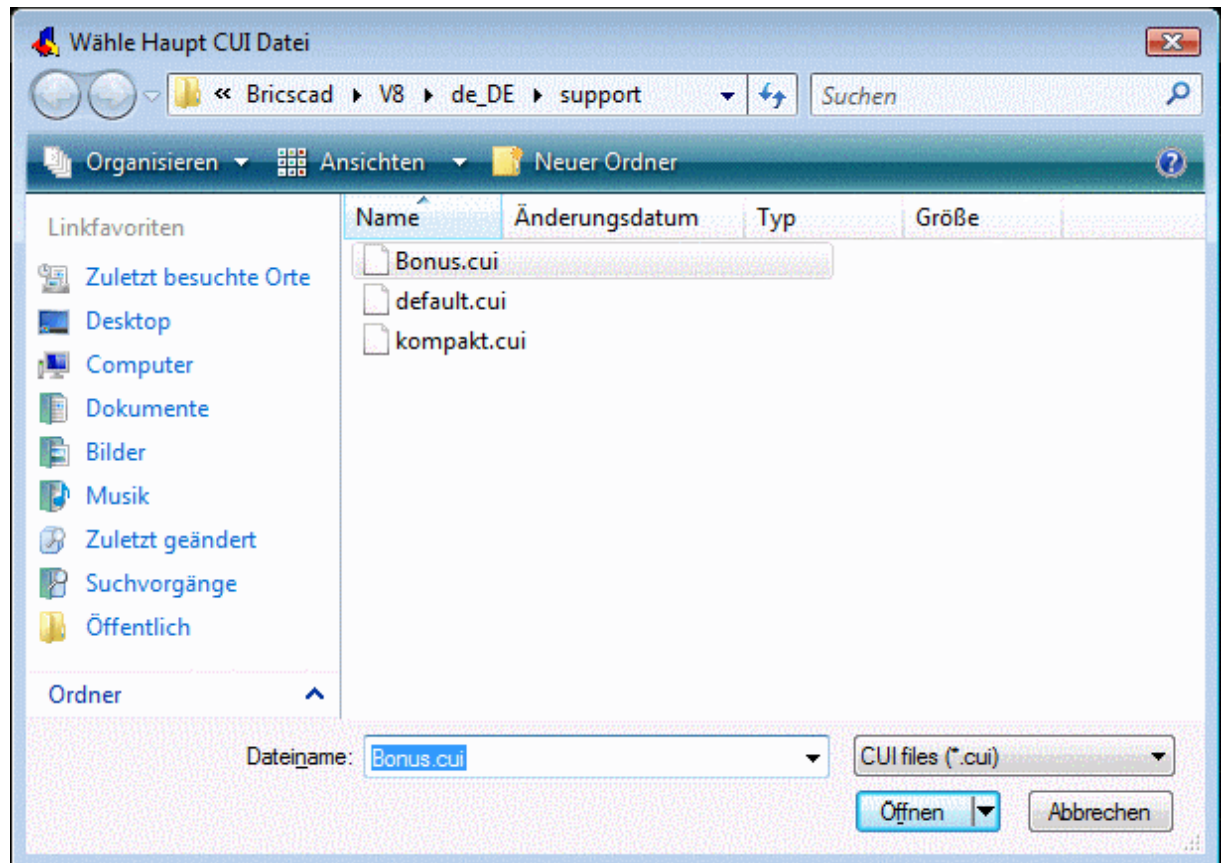 Wähle Haupt CUI Datei
« Bricscad ▸ V8 ▸ de_DE ▸ support
Suchen
Organisieren Ansichten Neuer Ordner
Linkfavoriten
Name Änderungsdatum Typ Größe
Bonus.cui
Zuletzt besuchte Orte
default.cui
Desktop
kompakt.cui
Computer
Dokumente
Bilder
Musik
Zuletzt geändert
Suchvorgänge
Öffentlich
Ordner
Dateiname: Bonus.cui CUI files (*.cui)
Öffnen Abbrechen